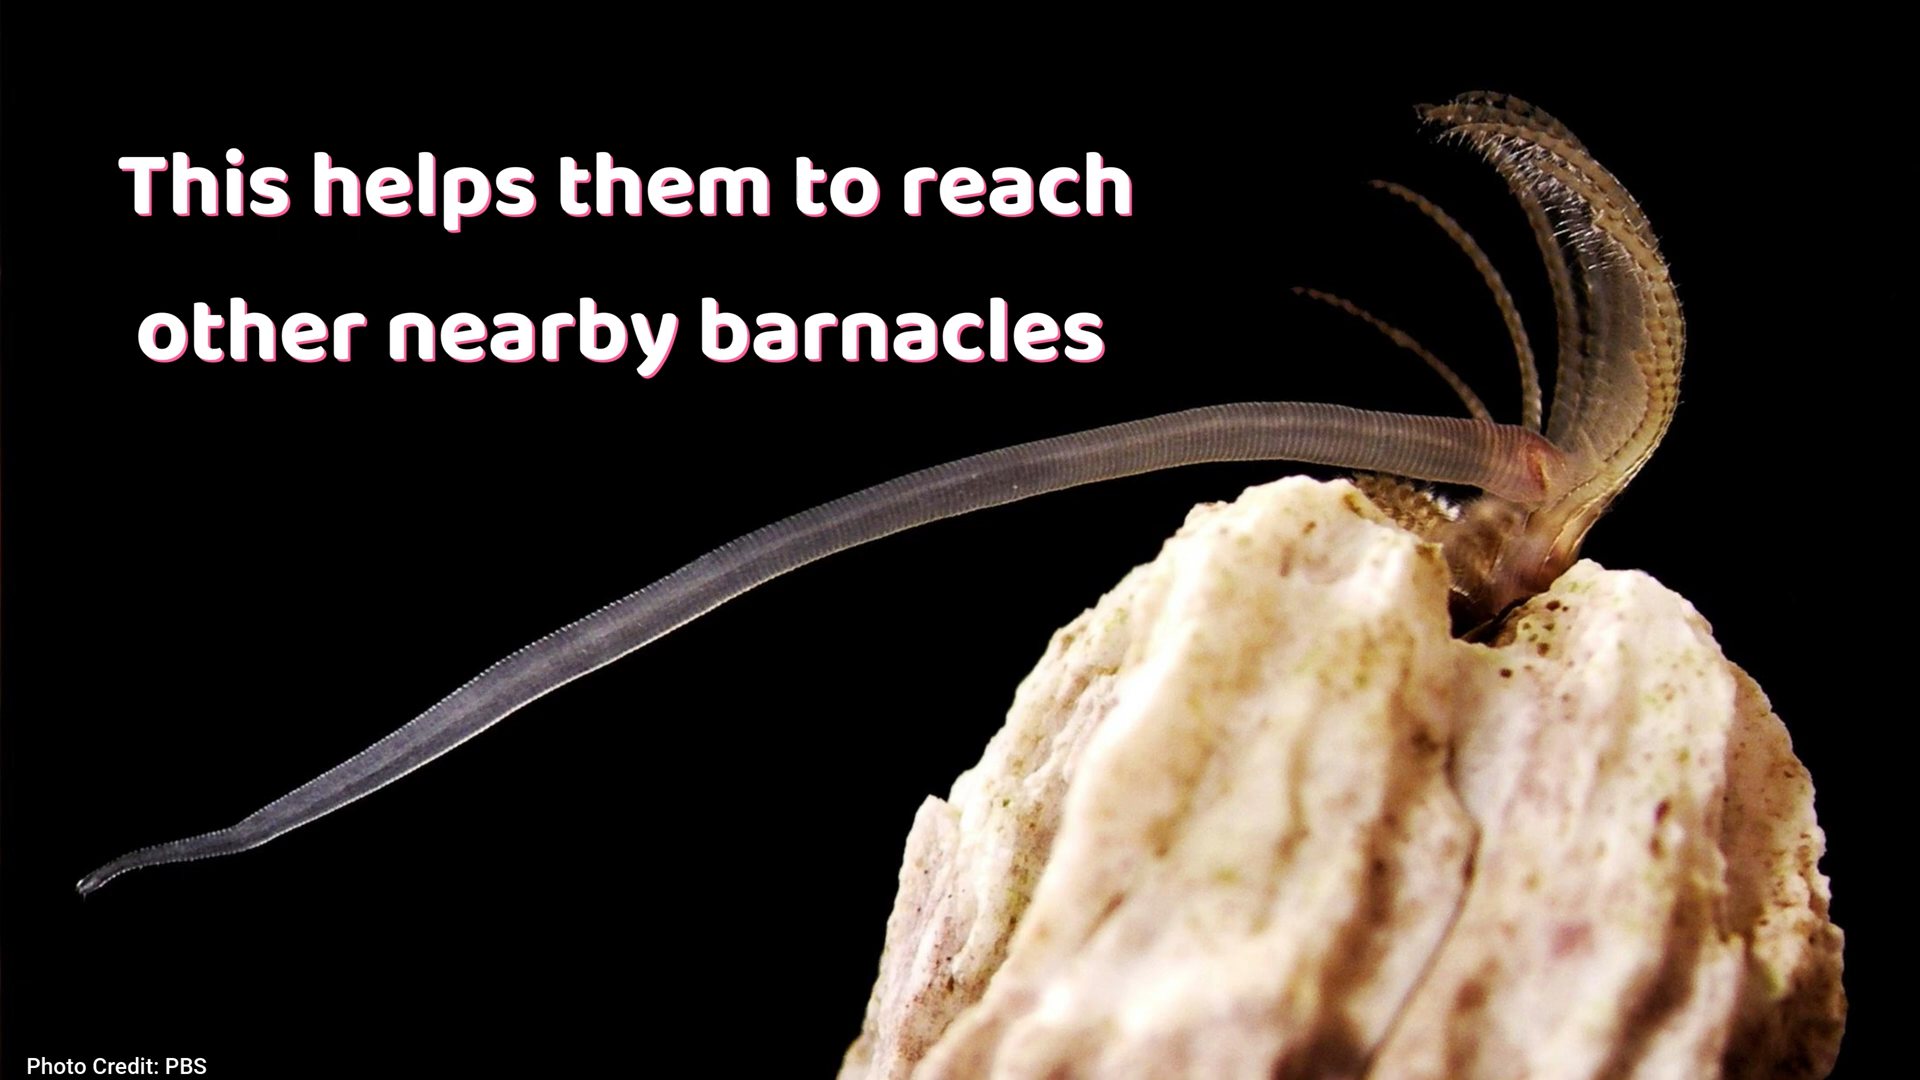 This helps them to reach
other nearby barnacles
Photo Credit: PBS